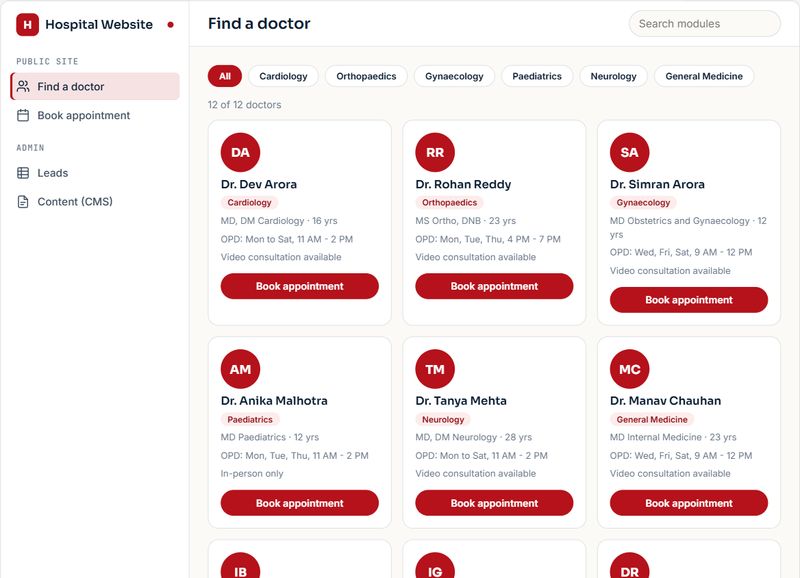 H Hospital Website
PUBLIC SITE
Find a doctor
Book appointment
ADMIN
Leads
Content (CMS)
Find a doctor
Search modules
All Cardiology Orthopaedics Gynaecology Paediatrics Neurology General Medicine
12 of 12 doctors
DA
Dr. Dev Arora
Cardiology
MD, DM Cardiology · 16 yrs
OPD: Mon to Sat, 11 AM - 2 PM
Video consultation available
Book appointment
RR
Dr. Rohan Reddy
Orthopaedics
MS Ortho, DNB · 23 yrs
OPD: Mon, Tue, Thu, 4 PM - 7 PM
Video consultation available
Book appointment
SA
Dr. Simran Arora
Gynaecology
MD Obstetrics and Gynaecology · 12
yrs
OPD: Wed, Fri, Sat, 9 AM - 12 PM
Video consultation available
Book appointment
AM
Dr. Anika Malhotra
Paediatrics
MD Paediatrics · 12 yrs
OPD: Mon, Tue, Thu, 11 AM - 2 PM
In-person only
Book appointment
TM
Dr. Tanya Mehta
Neurology
MD, DM Neurology · 28 yrs
OPD: Mon to Sat, 11 AM - 2 PM
Video consultation available
Book appointment
MC
Dr. Manav Chauhan
General Medicine
MD Internal Medicine · 23 yrs
OPD: Wed, Fri, Sat, 9 AM - 12 PM
Video consultation available
Book appointment
IB
IG
DR